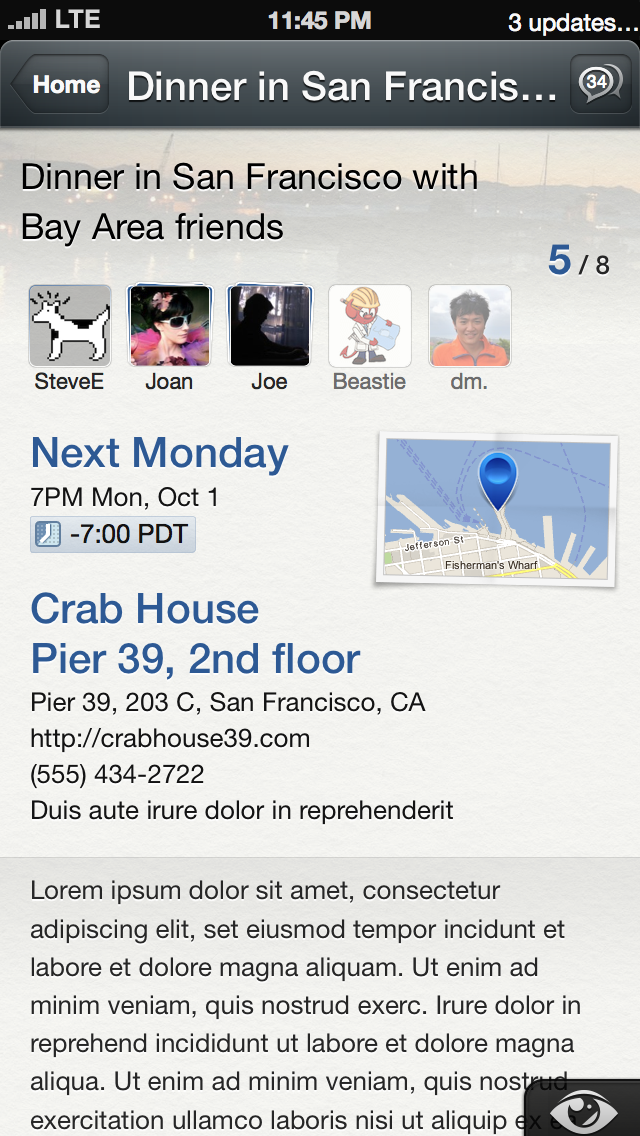 LTE 11:45 PM 3 updates...
Home Dinner in San Francis... 34
Dinner in San Francisco with
Bay Area friends
5 / 8
SteveE Joan Joe Beastie dm.
Next Monday
7PM Mon, Oct 1
-7:00 PDT
Jefferson St
Fisherman's Wharf
Crab House
Pier 39, 2nd floor
Pier 39, 203 C, San Francisco, CA
http://crabhouse39.com
(555) 434-2722
Duis aute irure dolor in reprehenderit
Lorem ipsum dolor sit amet, consectetur
adipiscing elit, set eiusmod tempor incidunt et
labore et dolore magna aliquam. Ut enim ad
minim veniam, quis nostrud exerc. Irure dolor in
reprehend incididunt ut labore et dolore magna
aliqua. Ut enim ad minim veniam, quis nostrud
exercitation ullamco laboris nisi ut aliquip ex